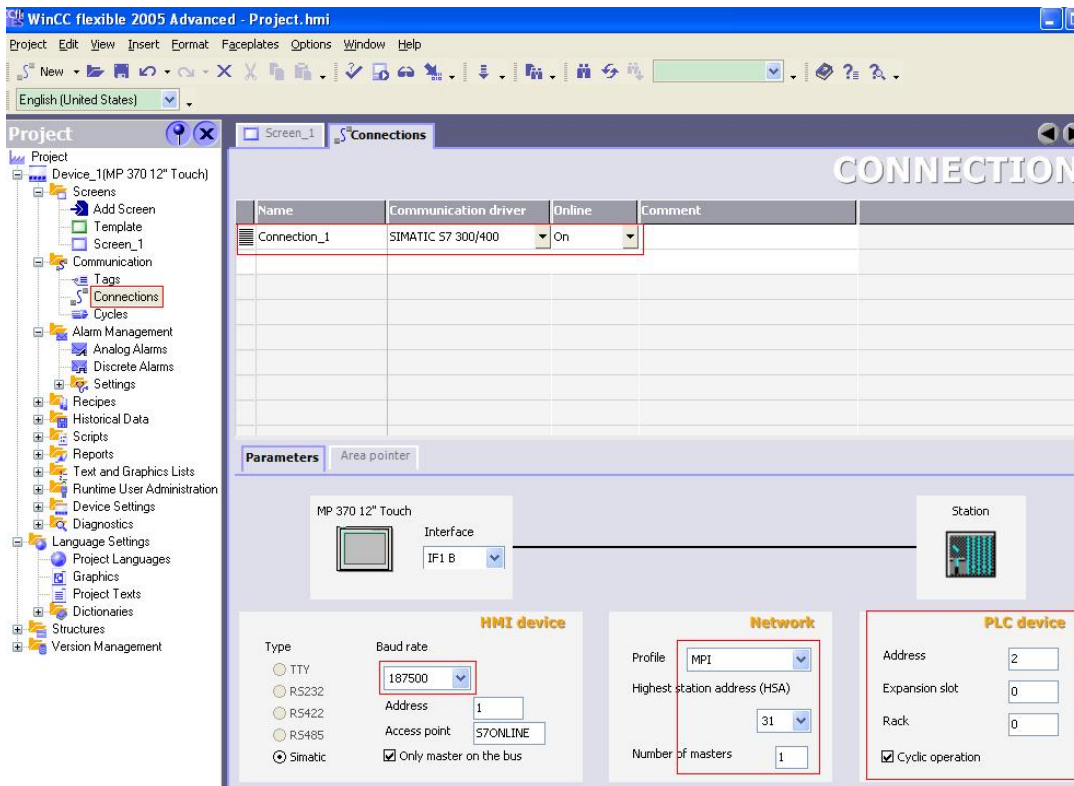 WinCC flexible 2005 Advanced - Project.hmi
Project Edit View Insert Format Faceplates Options Window Help
New
English (United States)
Project
Screen_1
Connections
CONNECTION
Project
Device_1(MP 370 12" Touch)
Screens
Add Screen
Template
Screen_1
Communication
Tags
Connections
Cycles
Alarm Management
Analog Alarms
Discrete Alarms
Settings
Recipes
Historical Data
Scripts
Reports
Text and Graphics Lists
Runtime User Administration
Device Settings
Diagnostics
Language Settings
Project Languages
Graphics
Project Texts
Dictionaries
Structures
Version Management
Name Communication driver Online Comment
Connection_1 SIMATIC S7 300/400 On
Parameters Area pointer
MP 370 12" Touch
Interface
IF1 B
Station
HMI device
Type
TTY
RS232
RS422
RS485
Simatic
Baud rate
187500
Address 1
Access point S7ONLINE
Only master on the bus
Network
Profile MPI
Highest station address (HSA)
31
Number of masters 1
PLC device
Address 2
Expansion slot 0
Rack 0
Cyclic operation